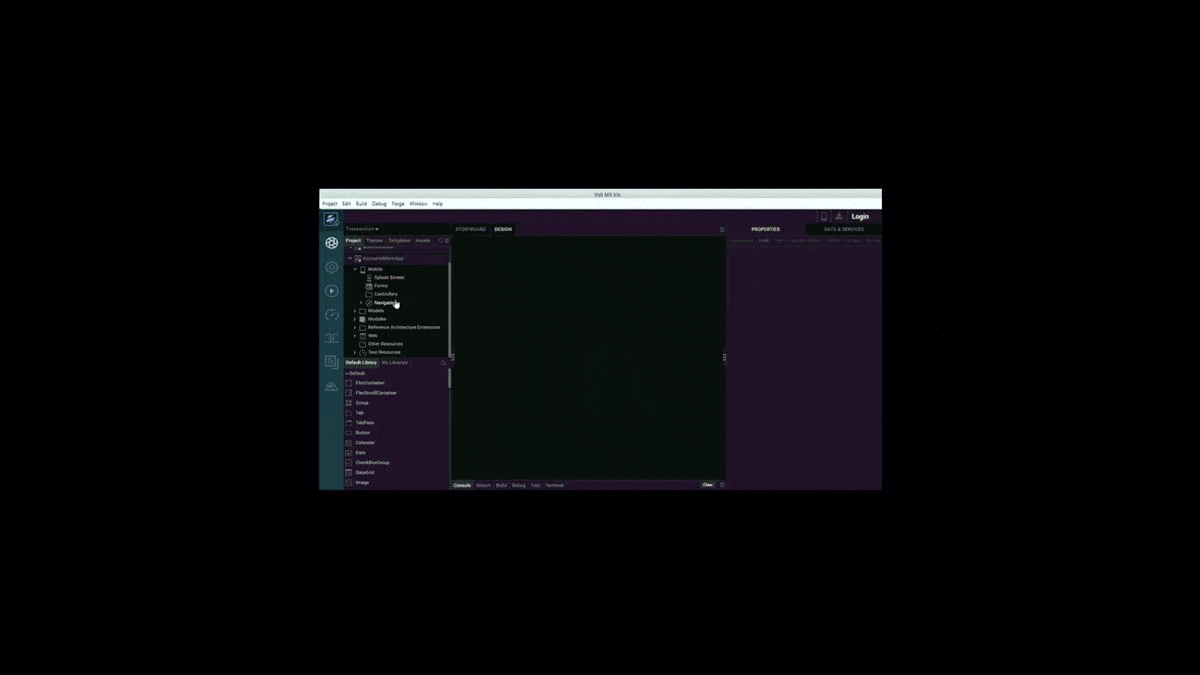 Volt MX Iris
Project Edit Build Debug Forge Window Help
Login
STORYBOARD DESIGN
PROPERTIES DATA & SERVICES
Project Themes Templates Assets
AccountsMicroApp
Mobile
Splash Screen
Forms
Controllers
Navigation
Models
Modules
Reference Architecture Extensions
Web
Other Resources
Test Resources
Default Library My Libraries
Default
FlexContainer
FlexScrollContainer
Group
Tab
TabPane
Button
Calendar
Date
CheckBoxGroup
DataGrid
Image
Console Search Build Debug Test Terminal
Clear